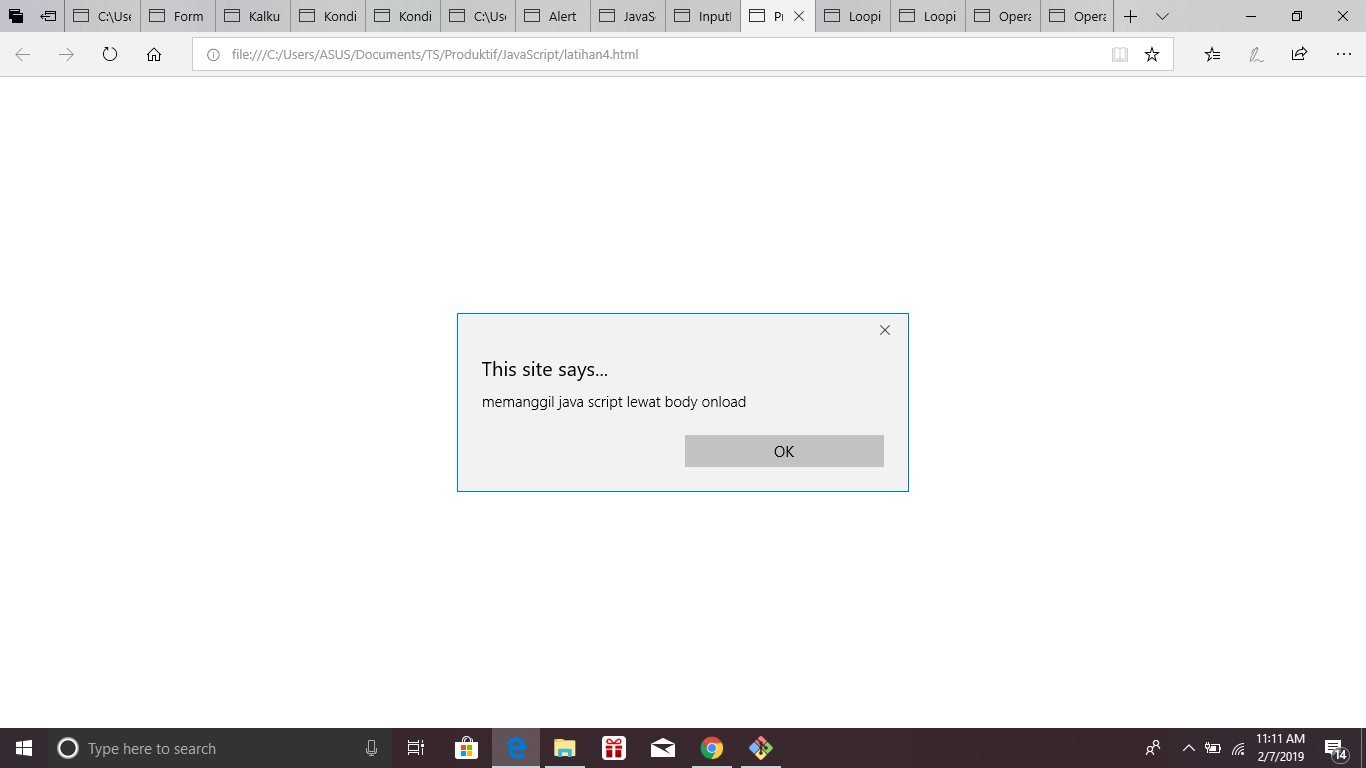 C:\Use Form Kalku Kondi Kondi C:\Use Alert JavaS Input Pr Loopi Loopi Opera Opera
file:///C:/Users/ASUS/Documents/TS/Produktif/JavaScript/latihan4.html
This site says...
memanggil java script lewat body onload
OK
Type here to search
11:11 AM
2/7/2019
14